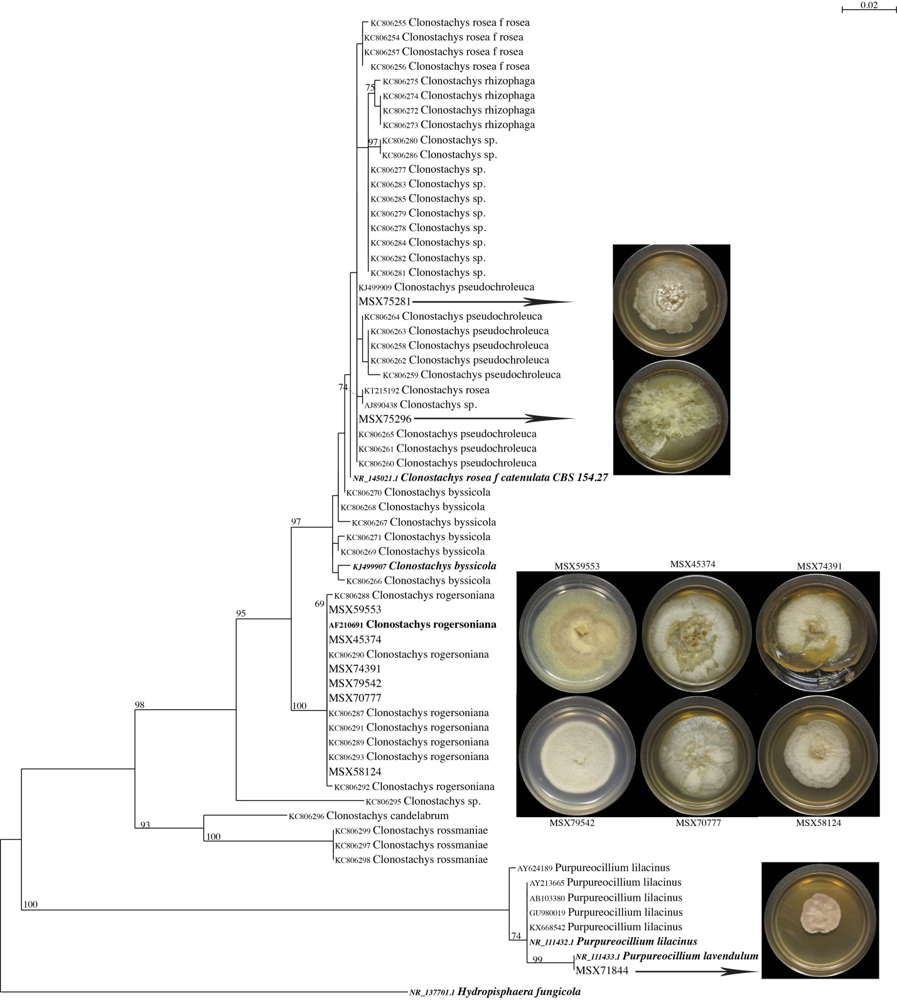 0.02
KC806255 Clonostachys rosea f rosea
KC806254 Clonostachys rosea f rosea
KC806257 Clonostachys rosea f rosea
KC806256 Clonostachys rosea f rosea
KC806275 Clonostachys rhizophaga
75
KC806274 Clonostachys rhizophaga
KC806272 Clonostachys rhizophaga
KC806273 Clonostachys rhizophaga
97 KC806280 Clonostachys sp.
KC806286 Clonostachys sp.
KC806277 Clonostachys sp.
KC806283 Clonostachys sp.
KC806285 Clonostachys sp.
KC806279 Clonostachys sp.
KC806278 Clonostachys sp.
KC806284 Clonostachys sp.
KC806282 Clonostachys sp.
KC806281 Clonostachys sp.
KJ499909 Clonostachys pseudochroleuca
MSX75281
KC806264 Clonostachys pseudochroleuca
KC806263 Clonostachys pseudochroleuca
KC806258 Clonostachys pseudochroleuca
KC806262 Clonostachys pseudochroleuca
KC806259 Clonostachys pseudochroleuca
74
KT215192 Clonostachys rosea
AJ890438 Clonostachys sp.
MSX75296
KC806265 Clonostachys pseudochroleuca
KC806261 Clonostachys pseudochroleuca
KC806260 Clonostachys pseudochroleuca
NR_145021.1 Clonostachys rosea f catenulata CBS 154.27
KC806270 Clonostachys byssicola
KC806268 Clonostachys byssicola
97 KC806267 Clonostachys byssicola
KC806271 Clonostachys byssicola
KC806269 Clonostachys byssicola
KJ499907 Clonostachys byssicola
KC806266 Clonostachys byssicola
KC806288 Clonostachys rogersoniana
69
MSX59553
95
AF210691 Clonostachys rogersoniana
MSX45374
KC806290 Clonostachys rogersoniana
MSX74391
MSX79542
MSX70777
98
100
KC806287 Clonostachys rogersoniana
KC806291 Clonostachys rogersoniana
KC806289 Clonostachys rogersoniana
KC806293 Clonostachys rogersoniana
MSX58124
KC806292 Clonostachys rogersoniana
KC806295 Clonostachys sp.
KC806296 Clonostachys candelabrum
93
KC806299 Clonostachys rossmaniae
100
KC806297 Clonostachys rossmaniae
KC806298 Clonostachys rossmaniae
MSX59553 MSX45374 MSX74391
MSX79542 MSX70777 MSX58124
AY624189 Purpureocillium lilacinus
AY213665 Purpureocillium lilacinus
AB103380 Purpureocillium lilacinus
100
GU980019 Purpureocillium lilacinus
KX668542 Purpureocillium lilacinus
74
NR_111432.1 Purpureocillium lilacinus
99 NR_111433.1 Purpureocillium lavendulum
MSX71844
NR_137701.1 Hydropisphaera fungicola